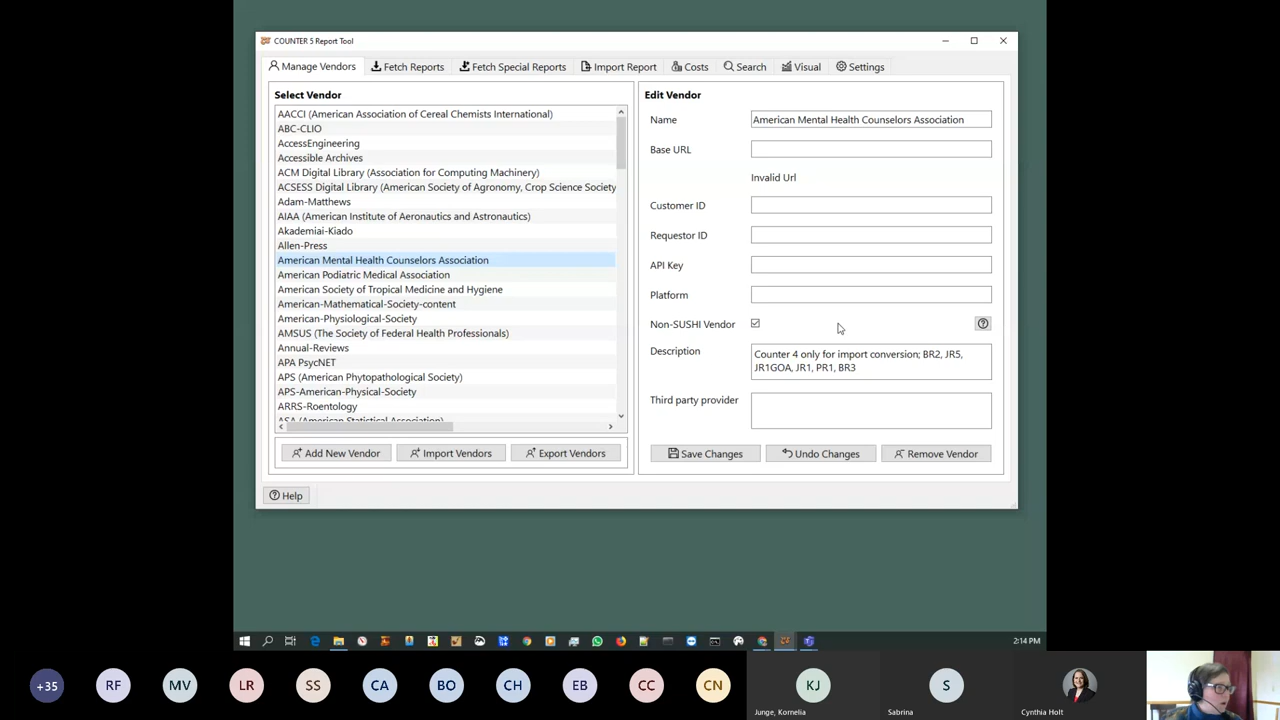 COUNTER 5 Report Tool
Manage Vendors
Fetch Reports
Fetch Special Reports
Import Report
Costs
Search
Visual
Settings
Select Vendor
AACCI (American Association of Cereal Chemists International)
ABC-CLIO
AccessEngineering
Accessible Archives
ACM Digital Library (Association for Computing Machinery)
ACSESS Digital Library (American Society of Agronomy, Crop Science Society
Adam-Matthews
AIAA (American Institute of Aeronautics and Astronautics)
Akademiai-Kiado
Allen-Press
American Mental Health Counselors Association
American Podiatric Medical Association
American Society of Tropical Medicine and Hygiene
American-Mathematical-Society-content
American-Physiological-Society
AMSUS (The Society of Federal Health Professionals)
Annual-Reviews
APA PsycNET
APS (American Phytopathological Society)
APS-American-Physical-Society
ARRS-Roentology
ASA (American Statistical Association)
Add New Vendor
Import Vendors
Export Vendors
Edit Vendor
Name
American Mental Health Counselors Association
Base URL
Invalid Url
Customer ID
Requestor ID
API Key
Platform
Non-SUSHI Vendor
Description
Counter 4 only for import conversion; BR2, JR5,
JR1GOA, JR1, PR1, BR3
Third party provider
Save Changes
Undo Changes
Remove Vendor
Help
2:14 PM
+35
RF
MV
LR
SS
CA
BO
CH
EB
CC
CN
KJ
Junge, Kornelia
S
Sabrina
Cynthia Holt